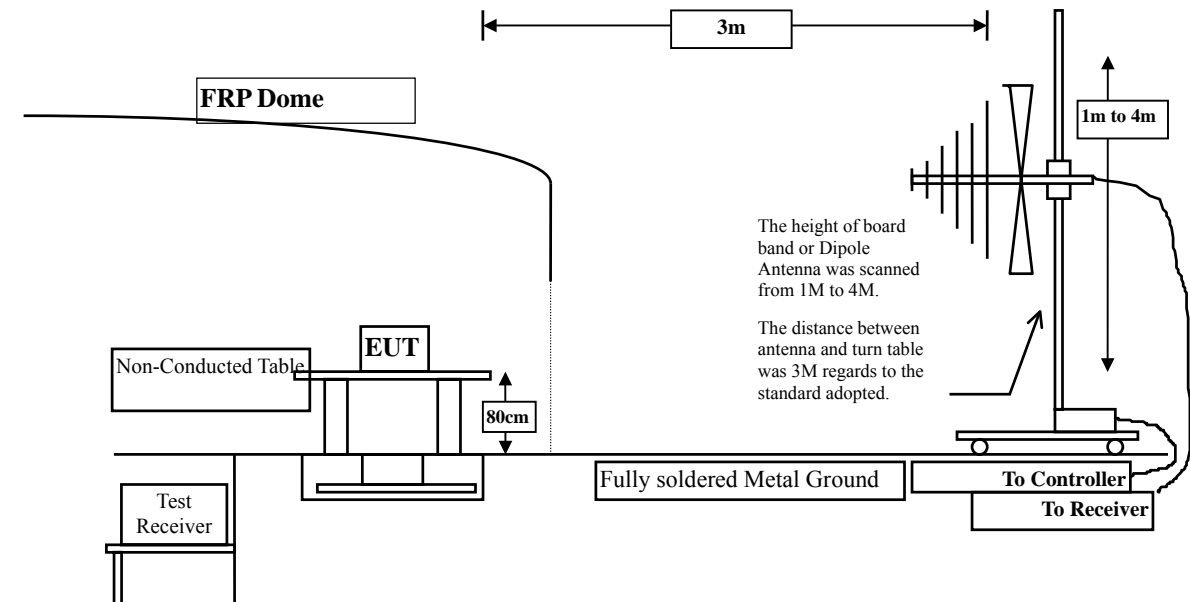 3m
FRP Dome
1m to 4m
The height of board
band or Dipole
Antenna was scanned
from 1M to 4M.
The distance between
antenna and turn table
was 3M regards to the
standard adopted.
EUT
Non-Conducted Table
80cm
Fully soldered Metal Ground
To Controller
To Receiver
Test
Receiver